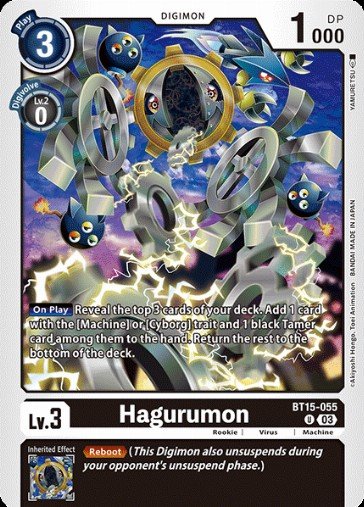 Play
3
DIGIMON
DP
1000
Digivolve
Lv.2
0
YAMURETSU
On Play Reveal the top 3 cards of your deck. Add 1 card
with the [Machine] or [Cyborg] trait and 1 black Tamer
card among them to the hand. Return the rest to the
bottom of the deck.
©Akiyoshi Hongo, Toei Animation BANDAI MADE IN JAPAN
BT15-055
Lv.3
Hagurumon
U 03
Rookie Virus Machine
Inherited Effect
Reboot (This Digimon also unsuspends during
your opponent's unsuspend phase.)